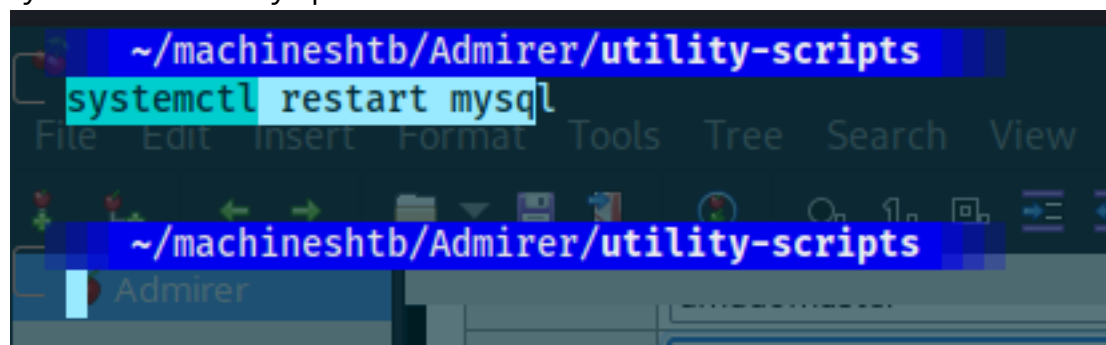 ~/machineshtb/Admirer/utility-scripts
systemctl restart mysql
File Edit Insert Format Tools Tree Search View
~/machineshtb/Admirer/utility-scripts
Admirer